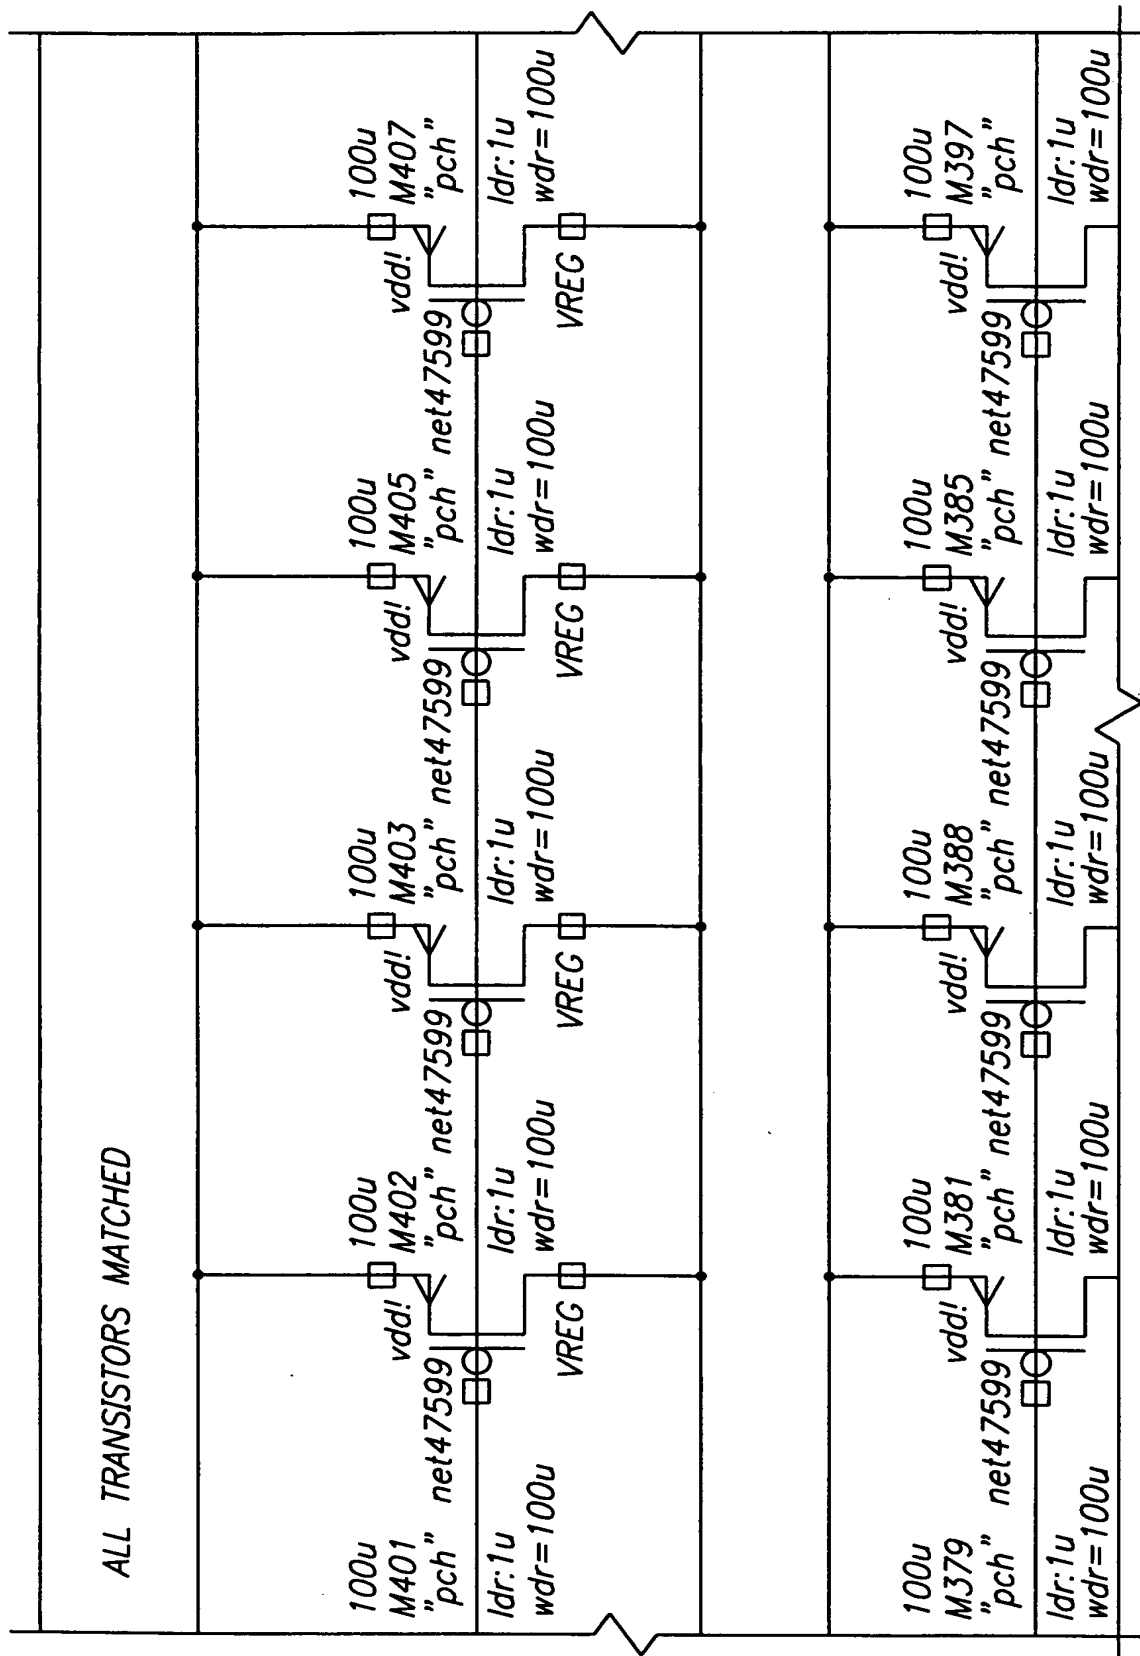 ALL TRANSISTORS MATCHED
100u
M401
"pch"
ldr:1u
wdr=100u
vdd!
net47599
VREG
100u
M402
"pch"
ldr:1u
wdr=100u
vdd!
net47599
VREG
100u
M403
"pch"
ldr:1u
wdr=100u
vdd!
net47599
VREG
100u
M405
"pch"
ldr:1u
wdr=100u
vdd!
net47599
VREG
100u
M407
"pch"
ldr:1u
wdr=100u
100u
M379
"pch"
ldr:1u
wdr=100u
vdd!
net47599
100u
M381
"pch"
ldr:1u
wdr=100u
vdd!
net47599
100u
M388
"pch"
ldr:1u
wdr=100u
vdd!
net47599
100u
M385
"pch"
ldr:1u
wdr=100u
vdd!
net47599
100u
M397
"pch"
ldr:1u
wdr=100u